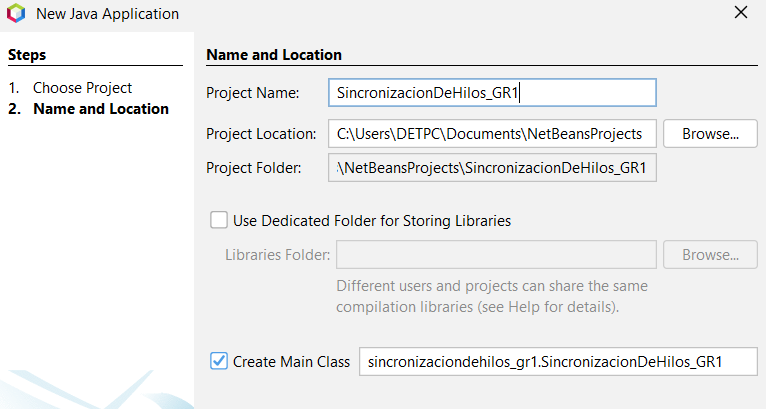 New Java Application
Steps
1. Choose Project
2. Name and Location
Name and Location
Project Name: SincronizacionDeHilos_GR1
Project Location: C:\Users\DETPC\Documents\NetBeansProjects Browse...
Project Folder: :\NetBeansProjects\SincronizacionDeHilos_GR1
Use Dedicated Folder for Storing Libraries
Libraries Folder: Browse...
Different users and projects can share the same
compilation libraries (see Help for details).
Create Main Class sincronizaciondehilos_gr1.SincronizacionDeHilos_GR1